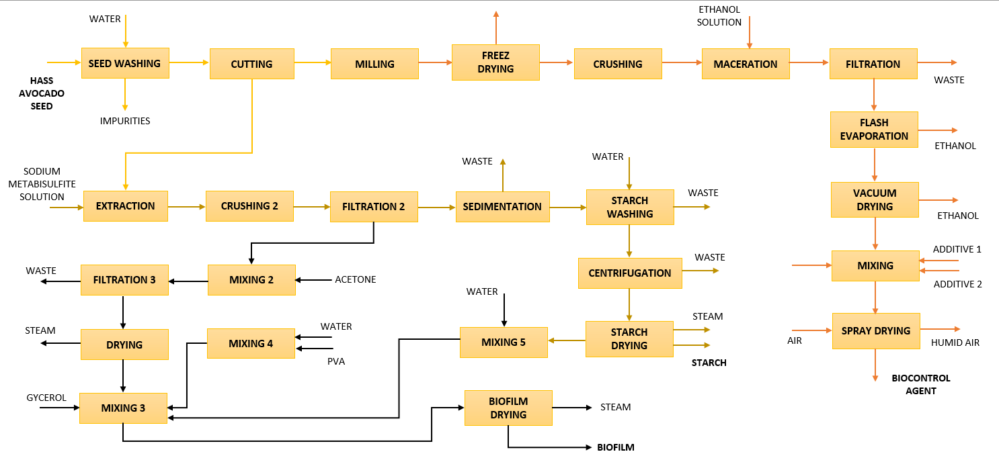 WATER
ETHANOL
SOLUTION
SEED WASHING
CUTTING
MILLING
FREEZ
DRYING
CRUSHING
MACERATION
FILTRATION
HASS
AVOCADO
SEED
WASTE
IMPURITIES
FLASH
EVAPORATION
ETHANOL
SODIUM
METABISULFITE
SOLUTION
WASTE
WATER
EXTRACTION
CRUSHING 2
FILTRATION 2
SEDIMENTATION
STARCH
WASHING
WASTE
VACUUM
DRYING
ETHANOL
WASTE
FILTRATION 3
MIXING 2
ACETONE
CENTRIFUGATION
WASTE
MIXING
ADDITIVE 1
ADDITIVE 2
WATER
STEAM
DRYING
MIXING 4
WATER
PVA
MIXING 5
STARCH
DRYING
STEAM
STARCH
AIR
SPRAY DRYING
HUMID AIR
BIOCONTROL
AGENT
GYCEROL
MIXING 3
BIOFILM
DRYING
STEAM
BIOFILM